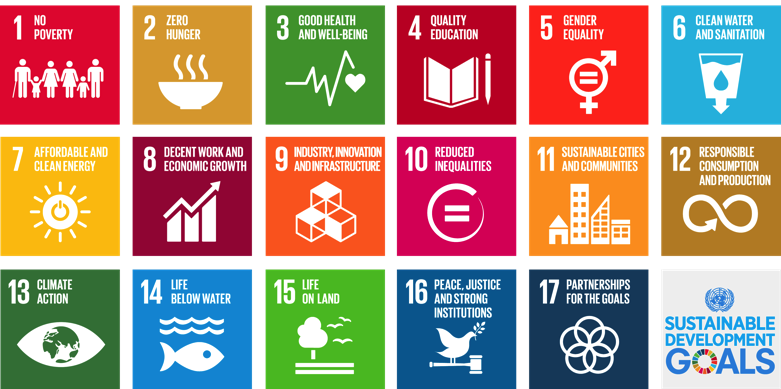 1 NO
POVERTY
2 ZERO
HUNGER
3 GOOD HEALTH
AND WELL-BEING
4 QUALITY
EDUCATION
5 GENDER
EQUALITY
6 CLEAN WATER
AND SANITATION
7 AFFORDABLE AND
CLEAN ENERGY
8 DECENT WORK AND
ECONOMIC GROWTH
9 INDUSTRY, INNOVATION
AND INFRASTRUCTURE
10 REDUCED
INEQUALITIES
11 SUSTAINABLE CITIES
AND COMMUNITIES
12 RESPONSIBLE
CONSUMPTION
AND PRODUCTION
13 CLIMATE
ACTION
14 LIFE
BELOW WATER
15 LIFE
ON LAND
16 PEACE, JUSTICE
AND STRONG
INSTITUTIONS
17 PARTNERSHIPS
FOR THE GOALS
SUSTAINABLE
DEVELOPMENT
GOALS